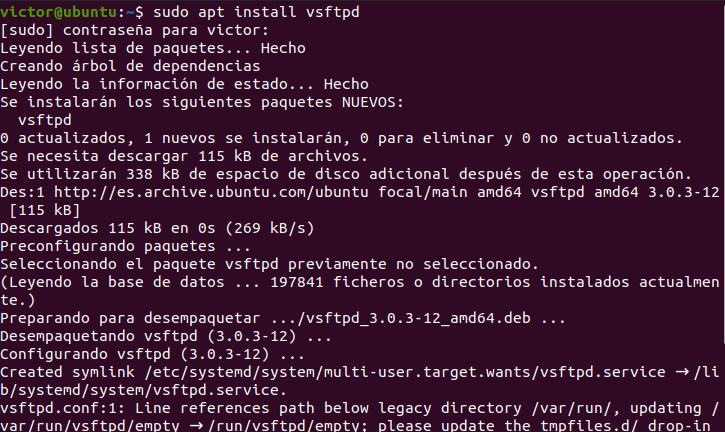 victor@ubuntu:~$ sudo apt install vsftpd
[sudo] contraseña para victor:
Leyendo lista de paquetes... Hecho
Creando árbol de dependencias
Leyendo la información de estado... Hecho
Se instalarán los siguientes paquetes NUEVOS:
  vsftpd
0 actualizados, 1 nuevos se instalarán, 0 para eliminar y 0 no actualizados.
Se necesita descargar 115 kB de archivos.
Se utilizarán 338 kB de espacio de disco adicional después de esta operación.
Des:1 http://es.archive.ubuntu.com/ubuntu focal/main amd64 vsftpd amd64 3.0.3-12
 [115 kB]
Descargados 115 kB en 0s (269 kB/s)
Preconfigurando paquetes ...
Seleccionando el paquete vsftpd previamente no seleccionado.
(Leyendo la base de datos ... 197841 ficheros o directorios instalados actualmen
te.)
Preparando para desempaquetar .../vsftpd_3.0.3-12_amd64.deb ...
Desempaquetando vsftpd (3.0.3-12) ...
Configurando vsftpd (3.0.3-12) ...
Created symlink /etc/systemd/system/multi-user.target.wants/vsftpd.service → /li
b/systemd/system/vsftpd.service.
vsftpd.conf:1: Line references path below legacy directory /var/run/, updating /
var/run/vsftpd/empty → /run/vsftpd/empty; please update the tmpfiles.d/ drop-in